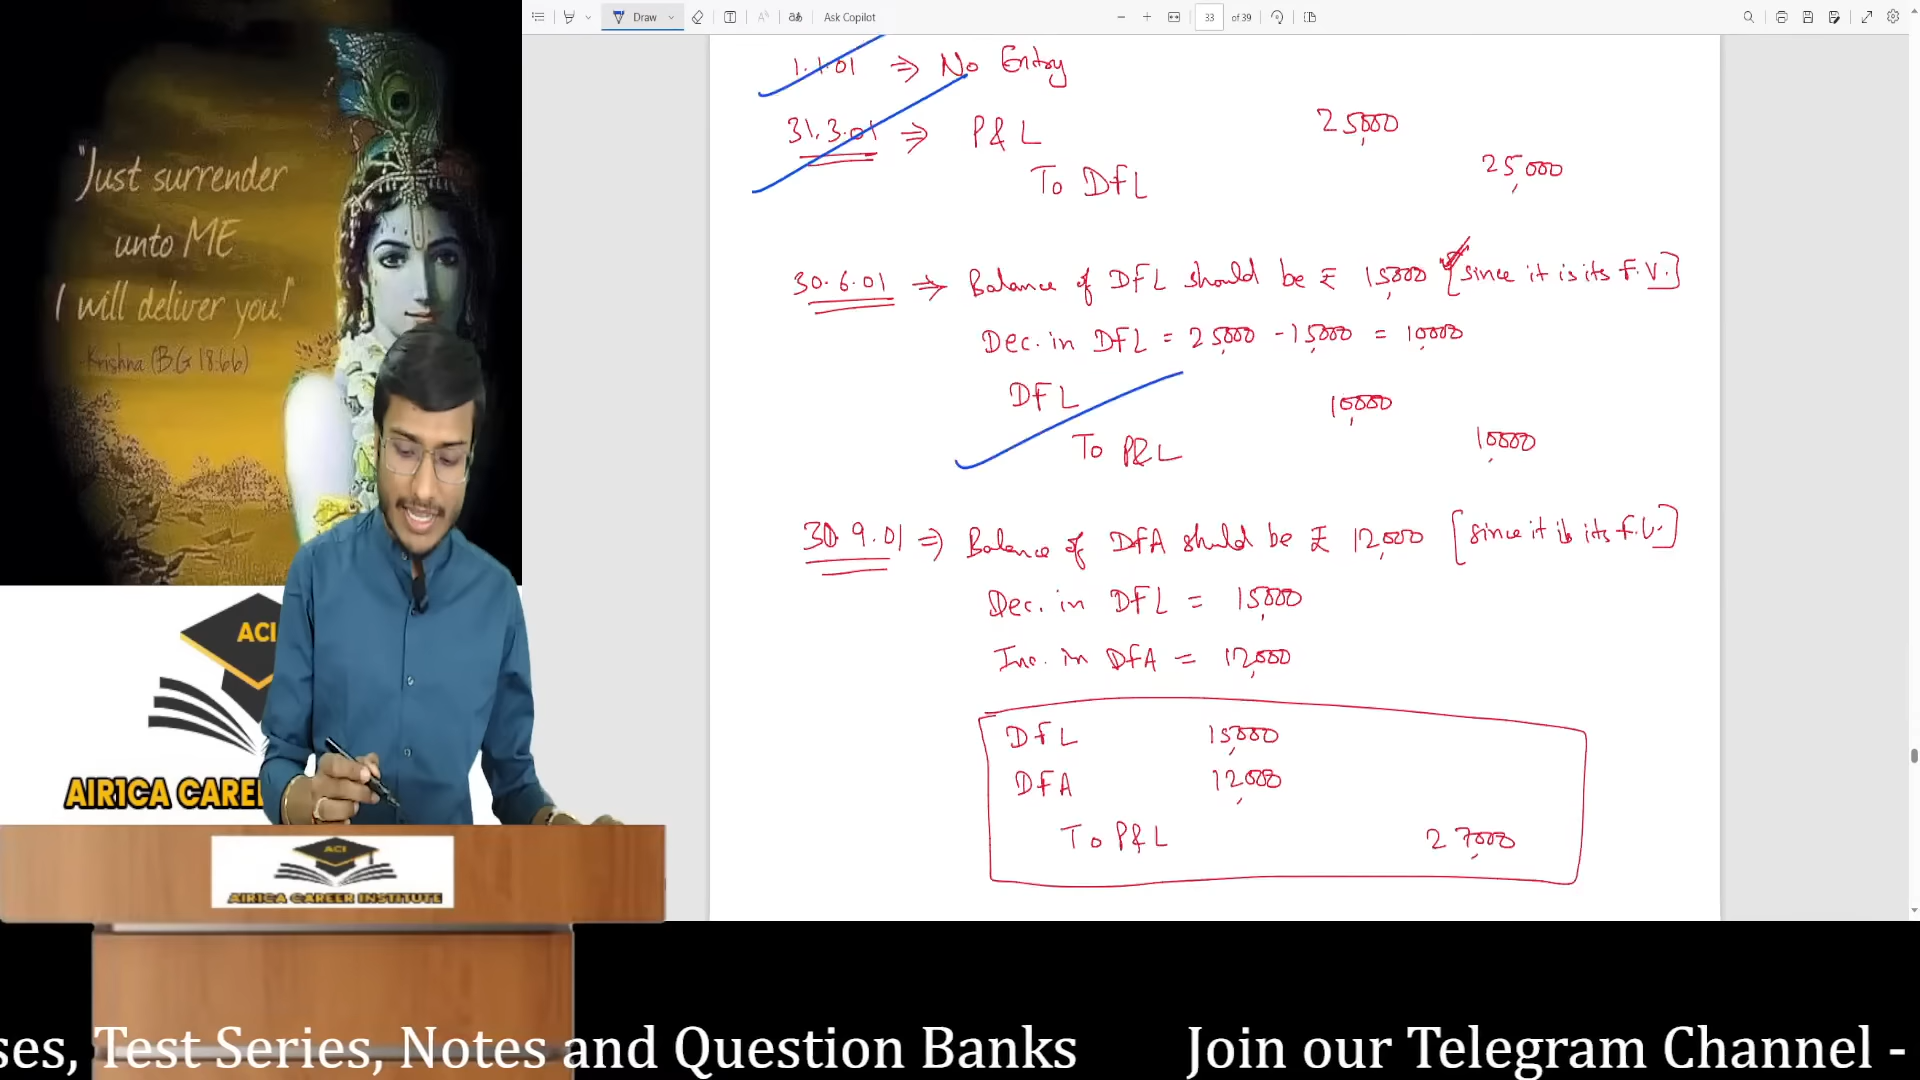 Draw
Ask Copilot
33 of 39
"Just surrender
unto ME
I will deliver you!"
-Krishna (B.G 18.66)
1.1.01 ⇒ No Entry
31.3.01 ⇒ P&L 25,000
To DFL 25,000
30.6.01 ⇒ Balance of DFL should be ₹ 15,000 [since it is its F.V.]
Dec. in DFL = 25,000 - 15,000 = 10,000
DFL 10,000
To P&L 10,000
30.9.01 ⇒ Balance of DFA should be ₹ 12,000 [since it is its F.V.]
Dec. in DFL = 15,000
Inc. in DFA = 12,000
DFL 15,000
DFA 12,000
To P&L 27,000
ACI
AIR1CA CAREE
ACI
AIR1CA CAREER INSTITUTE
ses, Test Series, Notes and Question Banks Join our Telegram Channel -